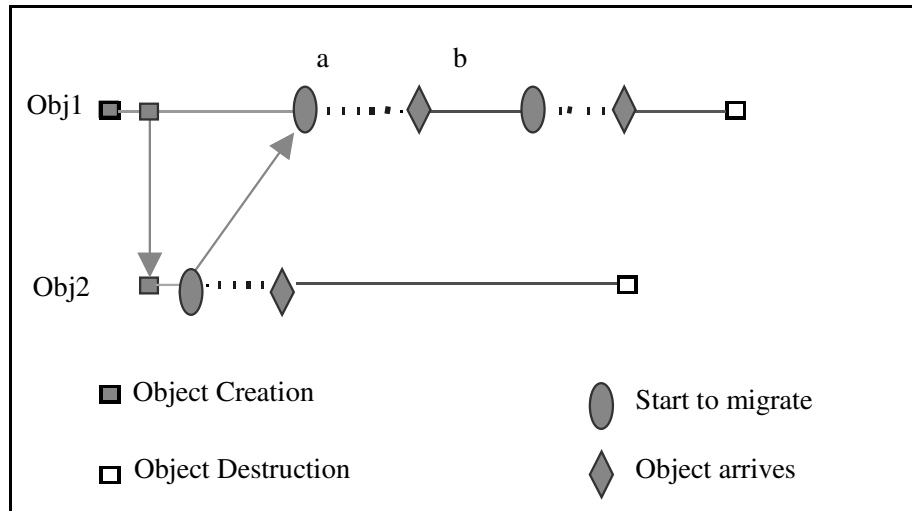 a b
Obj1
Obj2
Object Creation
Start to migrate
Object Destruction
Object arrives